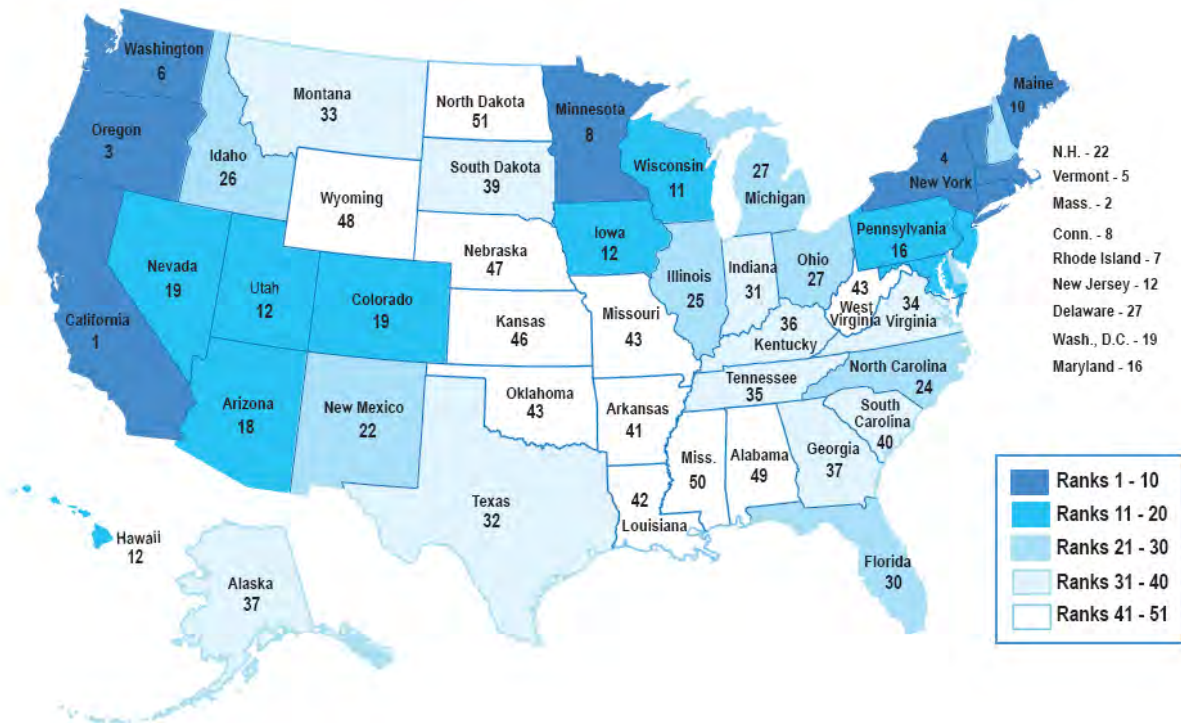 Washington
6
Oregon
3
California
1
Idaho
26
Nevada
19
Montana
33
Wyoming
48
Utah
12
Colorado
19
Arizona
18
New Mexico
22
North Dakota
51
South Dakota
39
Nebraska
47
Kansas
46
Oklahoma
43
Texas
32
Minnesota
8
Iowa
12
Missouri
43
Arkansas
41
42
Louisiana
Wisconsin
11
Illinois
25
27
Michigan
Indiana
31
Ohio
27
36
Kentucky
Tennessee
35
Miss.
50
Alabama
49
Georgia
37
Florida
30
South
Carolina
40
North Carolina
24
43
West
Virginia
34
Virginia
Pennsylvania
16
4
New York
Maine
19
Hawaii
12
Alaska
37
N.H. - 22
Vermont - 5
Mass. - 2
Conn. - 8
Rhode Island - 7
New Jersey - 12
Delaware - 27
Wash., D.C. - 19
Maryland - 16
Ranks 1 - 10
Ranks 11 - 20
Ranks 21 - 30
Ranks 31 - 40
Ranks 41 - 51